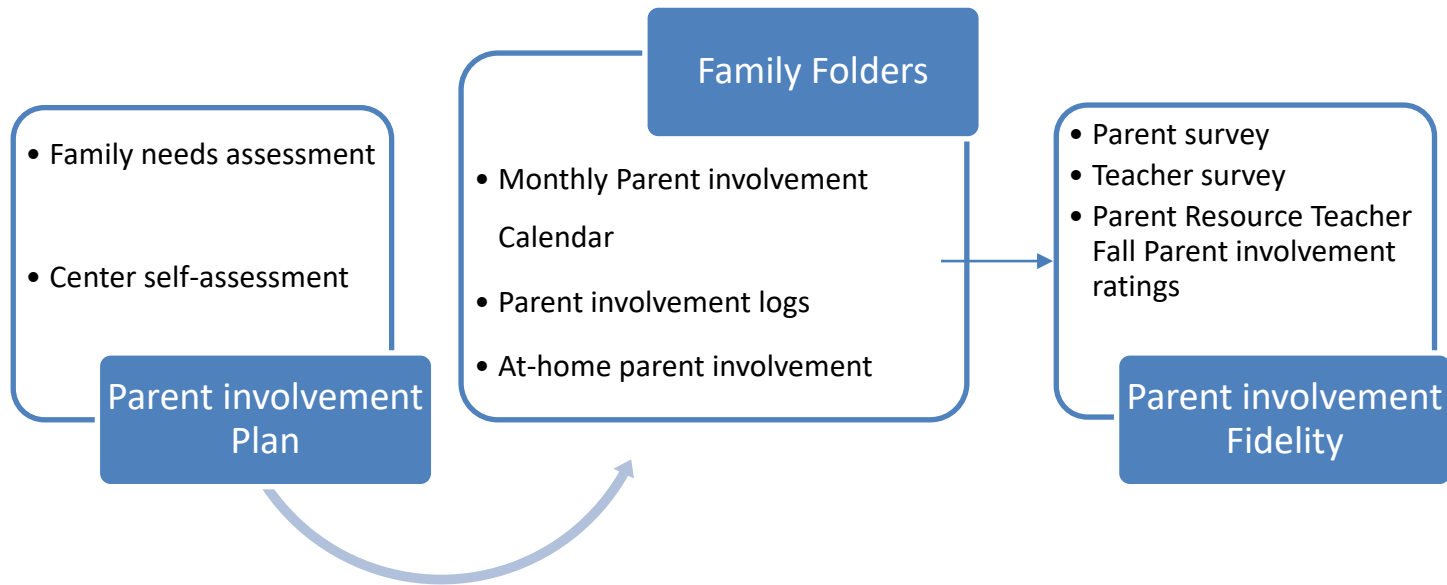 • Family needs assessment
• Center self-assessment
Parent involvement
Plan
Family Folders
• Monthly Parent involvement
Calendar
• Parent involvement logs
• At-home parent involvement
• Parent survey
• Teacher survey
• Parent Resource Teacher
Fall Parent involvement
ratings
Parent involvement
Fidelity